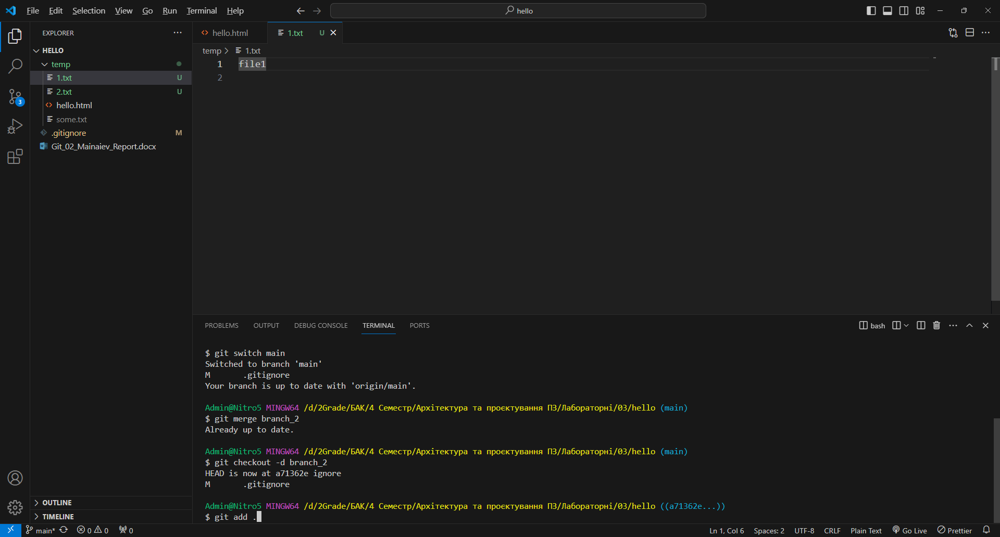 File Edit Selection View Go Run Terminal Help
hello
EXPLORER
HELLO
temp
1.txt U
2.txt U
hello.html
some.txt
.gitignore M
Git_02_Mainaiev_Report.docx
OUTLINE
TIMELINE
3
hello.html
1.txt U
temp > 1.txt
1 file1
2
PROBLEMS OUTPUT DEBUG CONSOLE TERMINAL PORTS
bash
$ git switch main
Switched to branch 'main'
M .gitignore
Your branch is up to date with 'origin/main'.
Admin@Nitro5 MINGW64 /d/2Grade/БАК/4 Семестр/Архітектура та проєктування ПЗ/Лабораторні/03/hello (main)
$ git merge branch_2
Already up to date.
Admin@Nitro5 MINGW64 /d/2Grade/БАК/4 Семестр/Архітектура та проєктування ПЗ/Лабораторні/03/hello (main)
$ git checkout -d branch_2
HEAD is now at a71362e ignore
M .gitignore
Admin@Nitro5 MINGW64 /d/2Grade/БАК/4 Семестр/Архітектура та проєктування ПЗ/Лабораторні/03/hello ((a71362e...))
$ git add .
main* 0 0 0
Ln 1, Col 6 Spaces: 2 UTF-8 CRLF Plain Text Go Live Prettier